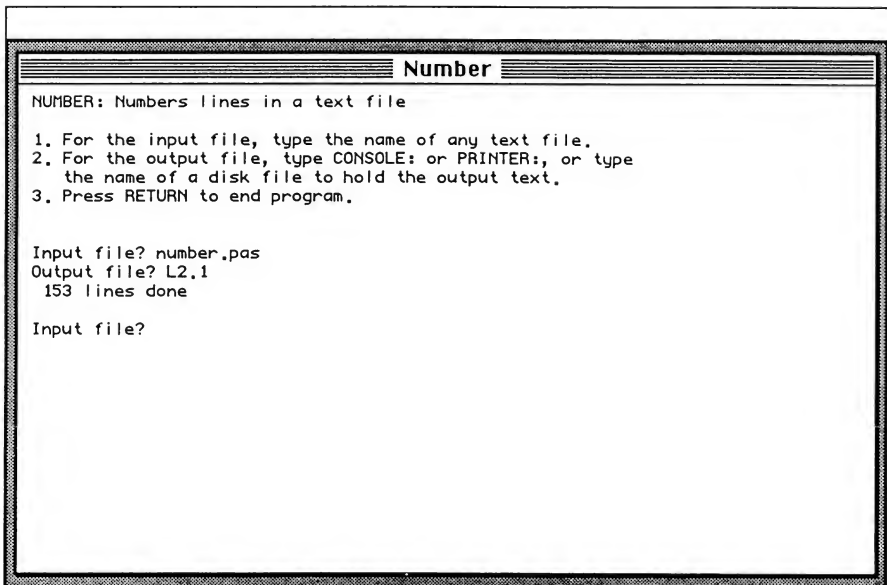 Number
NUMBER: Numbers lines in a text file
1. For the input file, type the name of any text file.
2. For the output file, type CONSOLE: or PRINTER:, or type
the name of a disk file to hold the output text.
3. Press RETURN to end program.
Input file? number.pas
Output file? L2.1
153 lines done
Input file?